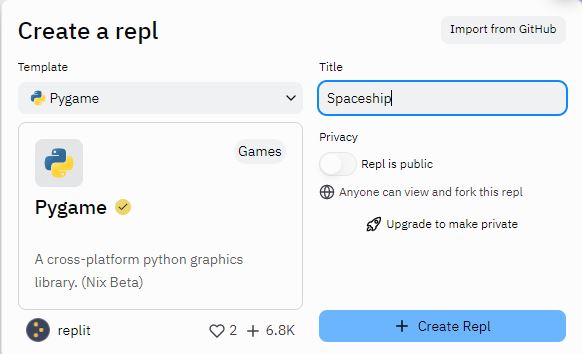 Create a repl
Import from GitHub
Template
Pygame
Title
Spaceship
Games
Pygame
A cross-platform python graphics
library. (Nix Beta)
replit
2
6.8K
Privacy
Repl is public
Anyone can view and fork this repl
Upgrade to make private
+ Create Repl